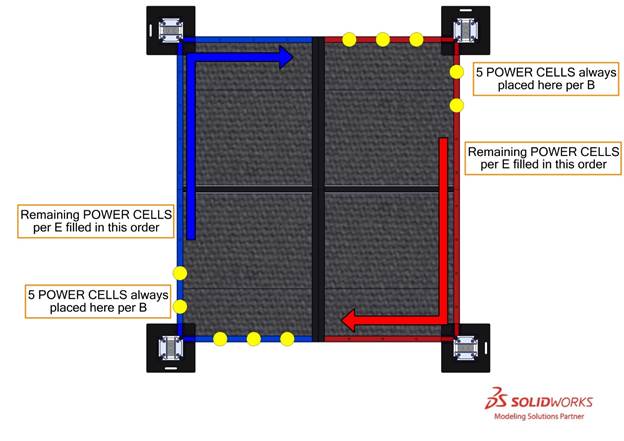 5 POWER CELLS always
placed here per B
Remaining POWER CELLS
per E filled in this order
Remaining POWER CELLS
per E filled in this order
5 POWER CELLS always
placed here per B
SOLIDWORKS
Modeling Solutions Partner